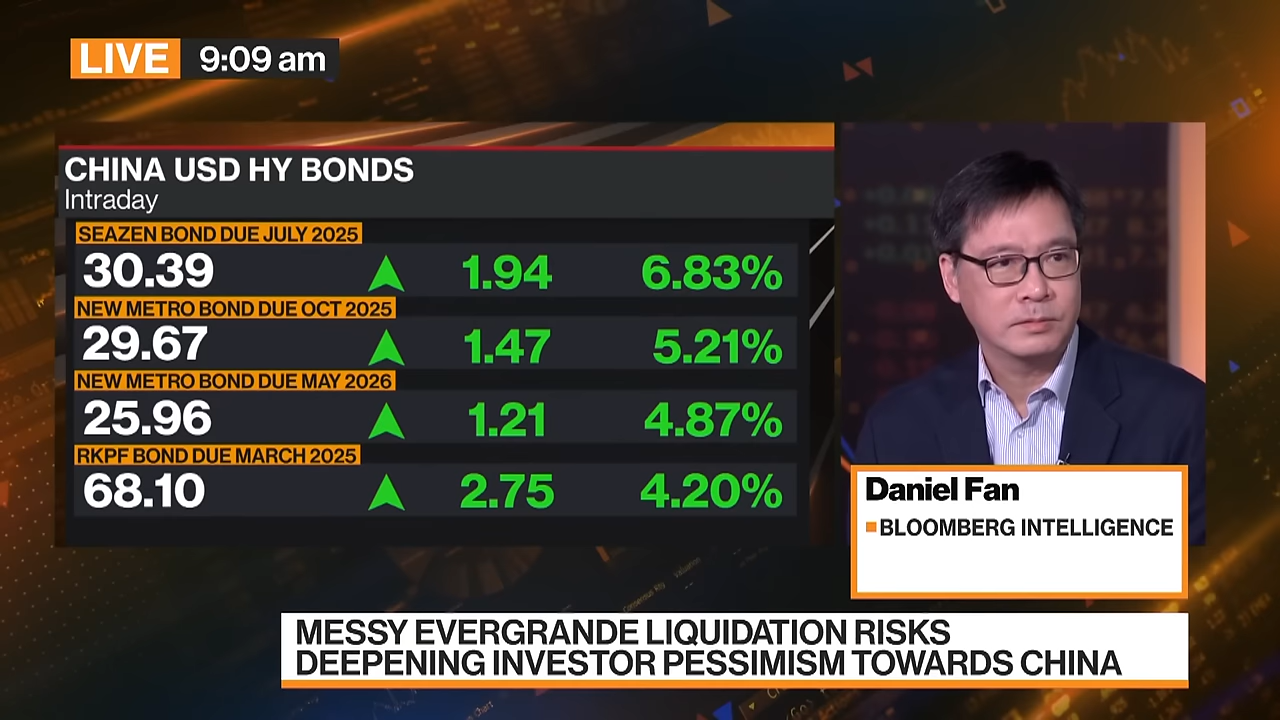 LIVE 9:09 am
CHINA USD HY BONDS
Intraday
SEAZEN BOND DUE JULY 2025
30.39 1.94 6.83%
NEW METRO BOND DUE OCT 2025
29.67 1.47 5.21%
NEW METRO BOND DUE MAY 2026
25.96 1.21 4.87%
RKPF BOND DUE MARCH 2025
68.10 2.75 4.20%
Daniel Fan
BLOOMBERG INTELLIGENCE
MESSY EVERGRANDE LIQUIDATION RISKS
DEEPENING INVESTOR PESSIMISM TOWARDS CHINA